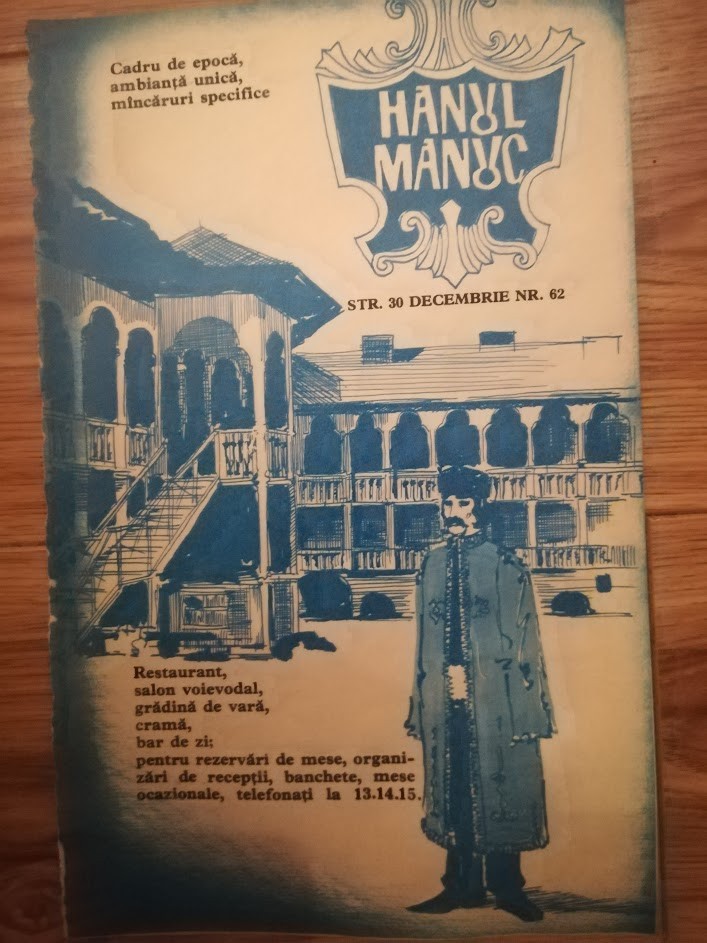 Cadru de epocă,
ambianță unică,
mîncăruri specifice
HANUL
MANUC
STR. 30 DECEMBRIE NR. 62
Restaurant,
salon voievodal,
grădină de vară,
cramă,
bar de zi;
pentru rezervări de mese, organi-
zări de recepții, banchete, mese
ocazionale, telefonați la 13.14.15.